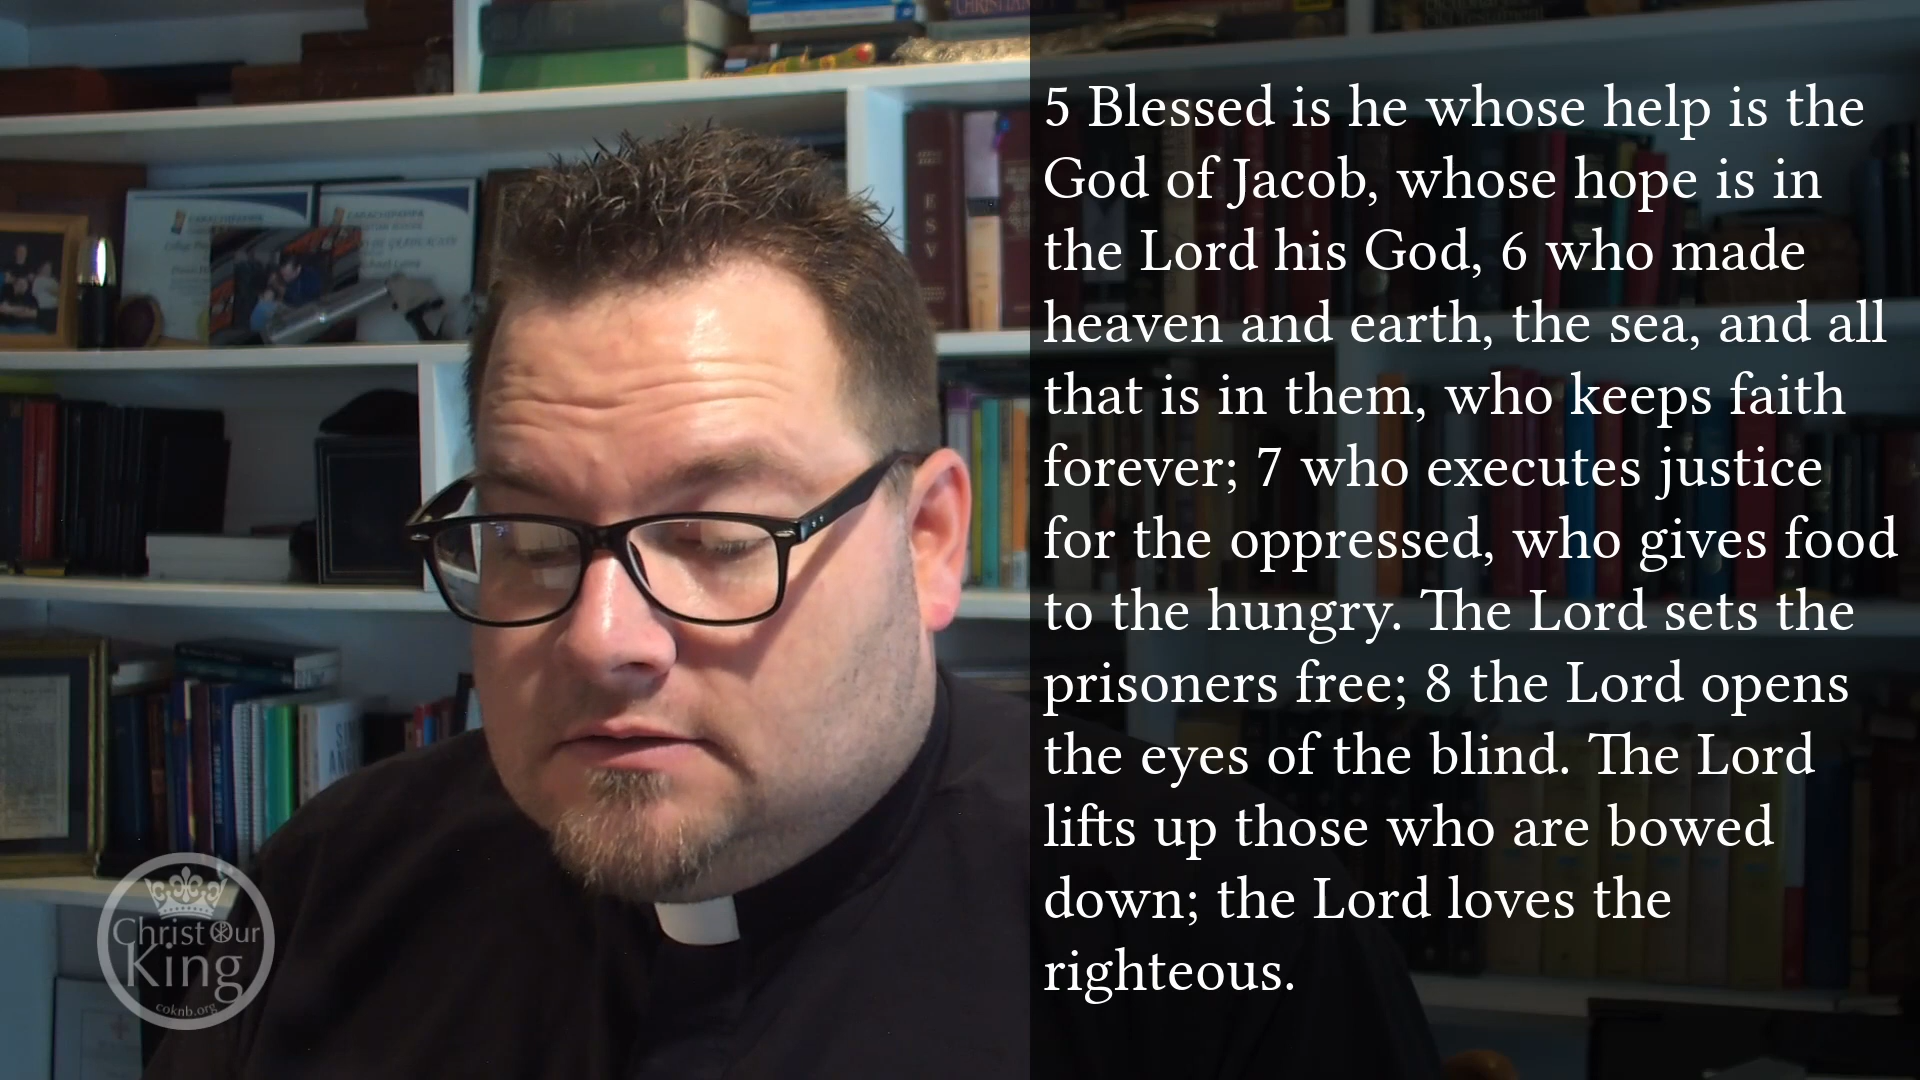 5 Blessed is he whose help is the
God of Jacob, whose hope is in
the Lord his God, 6 who made
heaven and earth, the sea, and all
that is in them, who keeps faith
forever; 7 who executes justice
for the oppressed, who gives food
to the hungry. The Lord sets the
prisoners free; 8 the Lord opens
the eyes of the blind. The Lord
lifts up those who are bowed
down; the Lord loves the
righteous.
ESV
Christ Our
King
coknb.org